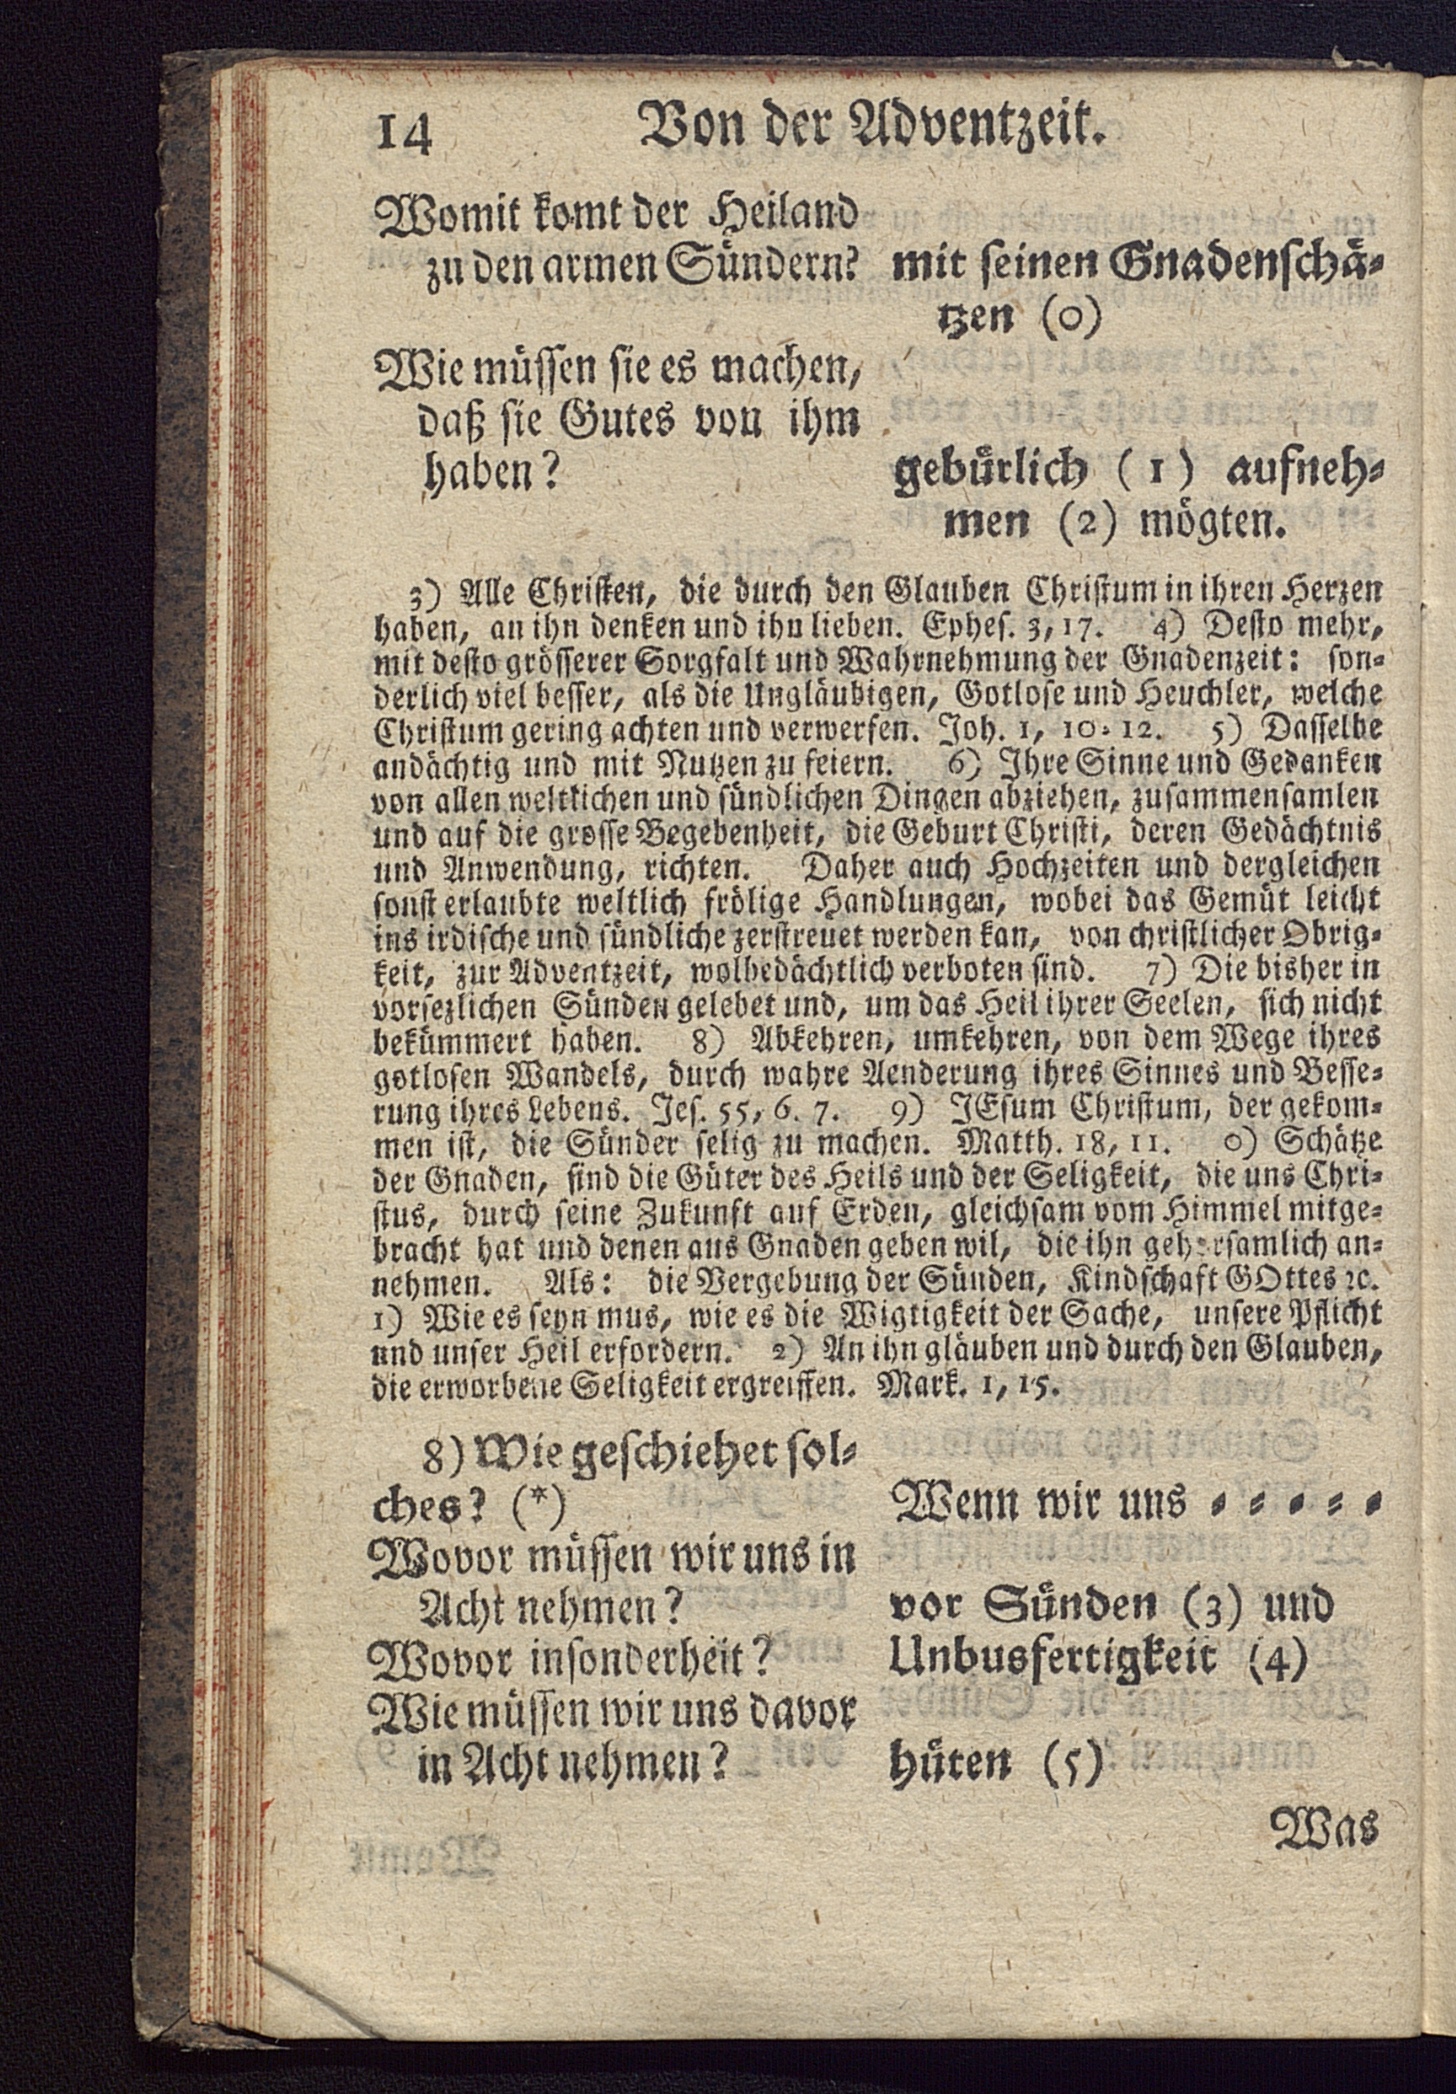 14 Von der Adventzeit.
Womit komt der Heiland
zu den armen Sündern? mit seinen Gnadenschä-
tzen (0)
Wie müssen sie es machen,
daß sie Gutes von ihm
haben? gebürlich (1) aufneh-
men (2) mögten.
3) Alle Christen, die durch den Glauben Christum in ihren Herzen
haben, an ihn denken und ihn lieben. Ephes. 3, 17. 4) Desto mehr,
mit desto grösserer Sorgfalt und Wahrnehmung der Gnadenzeit: son-
derlich viel besser, als die Ungläubigen, Gotlose und Heuchler, welche
Christum gering achten und verwerfen. Joh. 1, 10-12. 5) Dasselbe
andächtig und mit Nutzen zu feiern. 6) Ihre Sinne und Gedanken
von allen weltlichen und sündlichen Dingen abziehen, zusammensamlen
und auf die grosse Begebenheit, die Geburt Christi, deren Gedächtnis
und Anwendung, richten. Daher auch Hochzeiten und dergleichen
sonst erlaubte weltlich frölige Handlungen, wobei das Gemüt leicht
ins irdische und sündliche zerstreuet werden kan, von christlicher Obrig-
keit, zur Adventzeit, wolbedächtlich verboten sind. 7) Die bisher in
vorsezlichen Sünden gelebet und, um das Heil ihrer Seelen, sich nicht
bekümmert haben. 8) Abkehren, umkehren, von dem Wege ihres
gotlosen Wandels, durch wahre Aenderung ihres Sinnes und Besse-
rung ihres Lebens. Jes. 55, 6. 7. 9) JEsum Christum, der gekom-
men ist, die Sünder selig zu machen. Matth. 18, 11. 0) Schätze
der Gnaden, sind die Güter des Heils und der Seligkeit, die uns Chri-
stus, durch seine Zukunft auf Erden, gleichsam vom Himmel mitge-
bracht hat und denen aus Gnaden geben wil, die ihn gehorsamlich an-
nehmen. Als: die Vergebung der Sünden, Kindschaft GOttes ꝛc.
1) Wie es seyn mus, wie es die Wigtigkeit der Sache, unsere Pflicht
und unser Heil erfordern. 2) An ihn gläuben und durch den Glauben,
die erworbene Seligkeit ergreiffen. Mark. 1, 15.
8) Wie geschiehet sol-
ches? (*) Wenn wir uns - - - - -
Wovor müssen wir uns in
Acht nehmen? vor Sünden (3) und
Wovor insonderheit? Unbusfertigkeit (4)
Wie müssen wir uns davor
in Acht nehmen? hüten (5)
Was